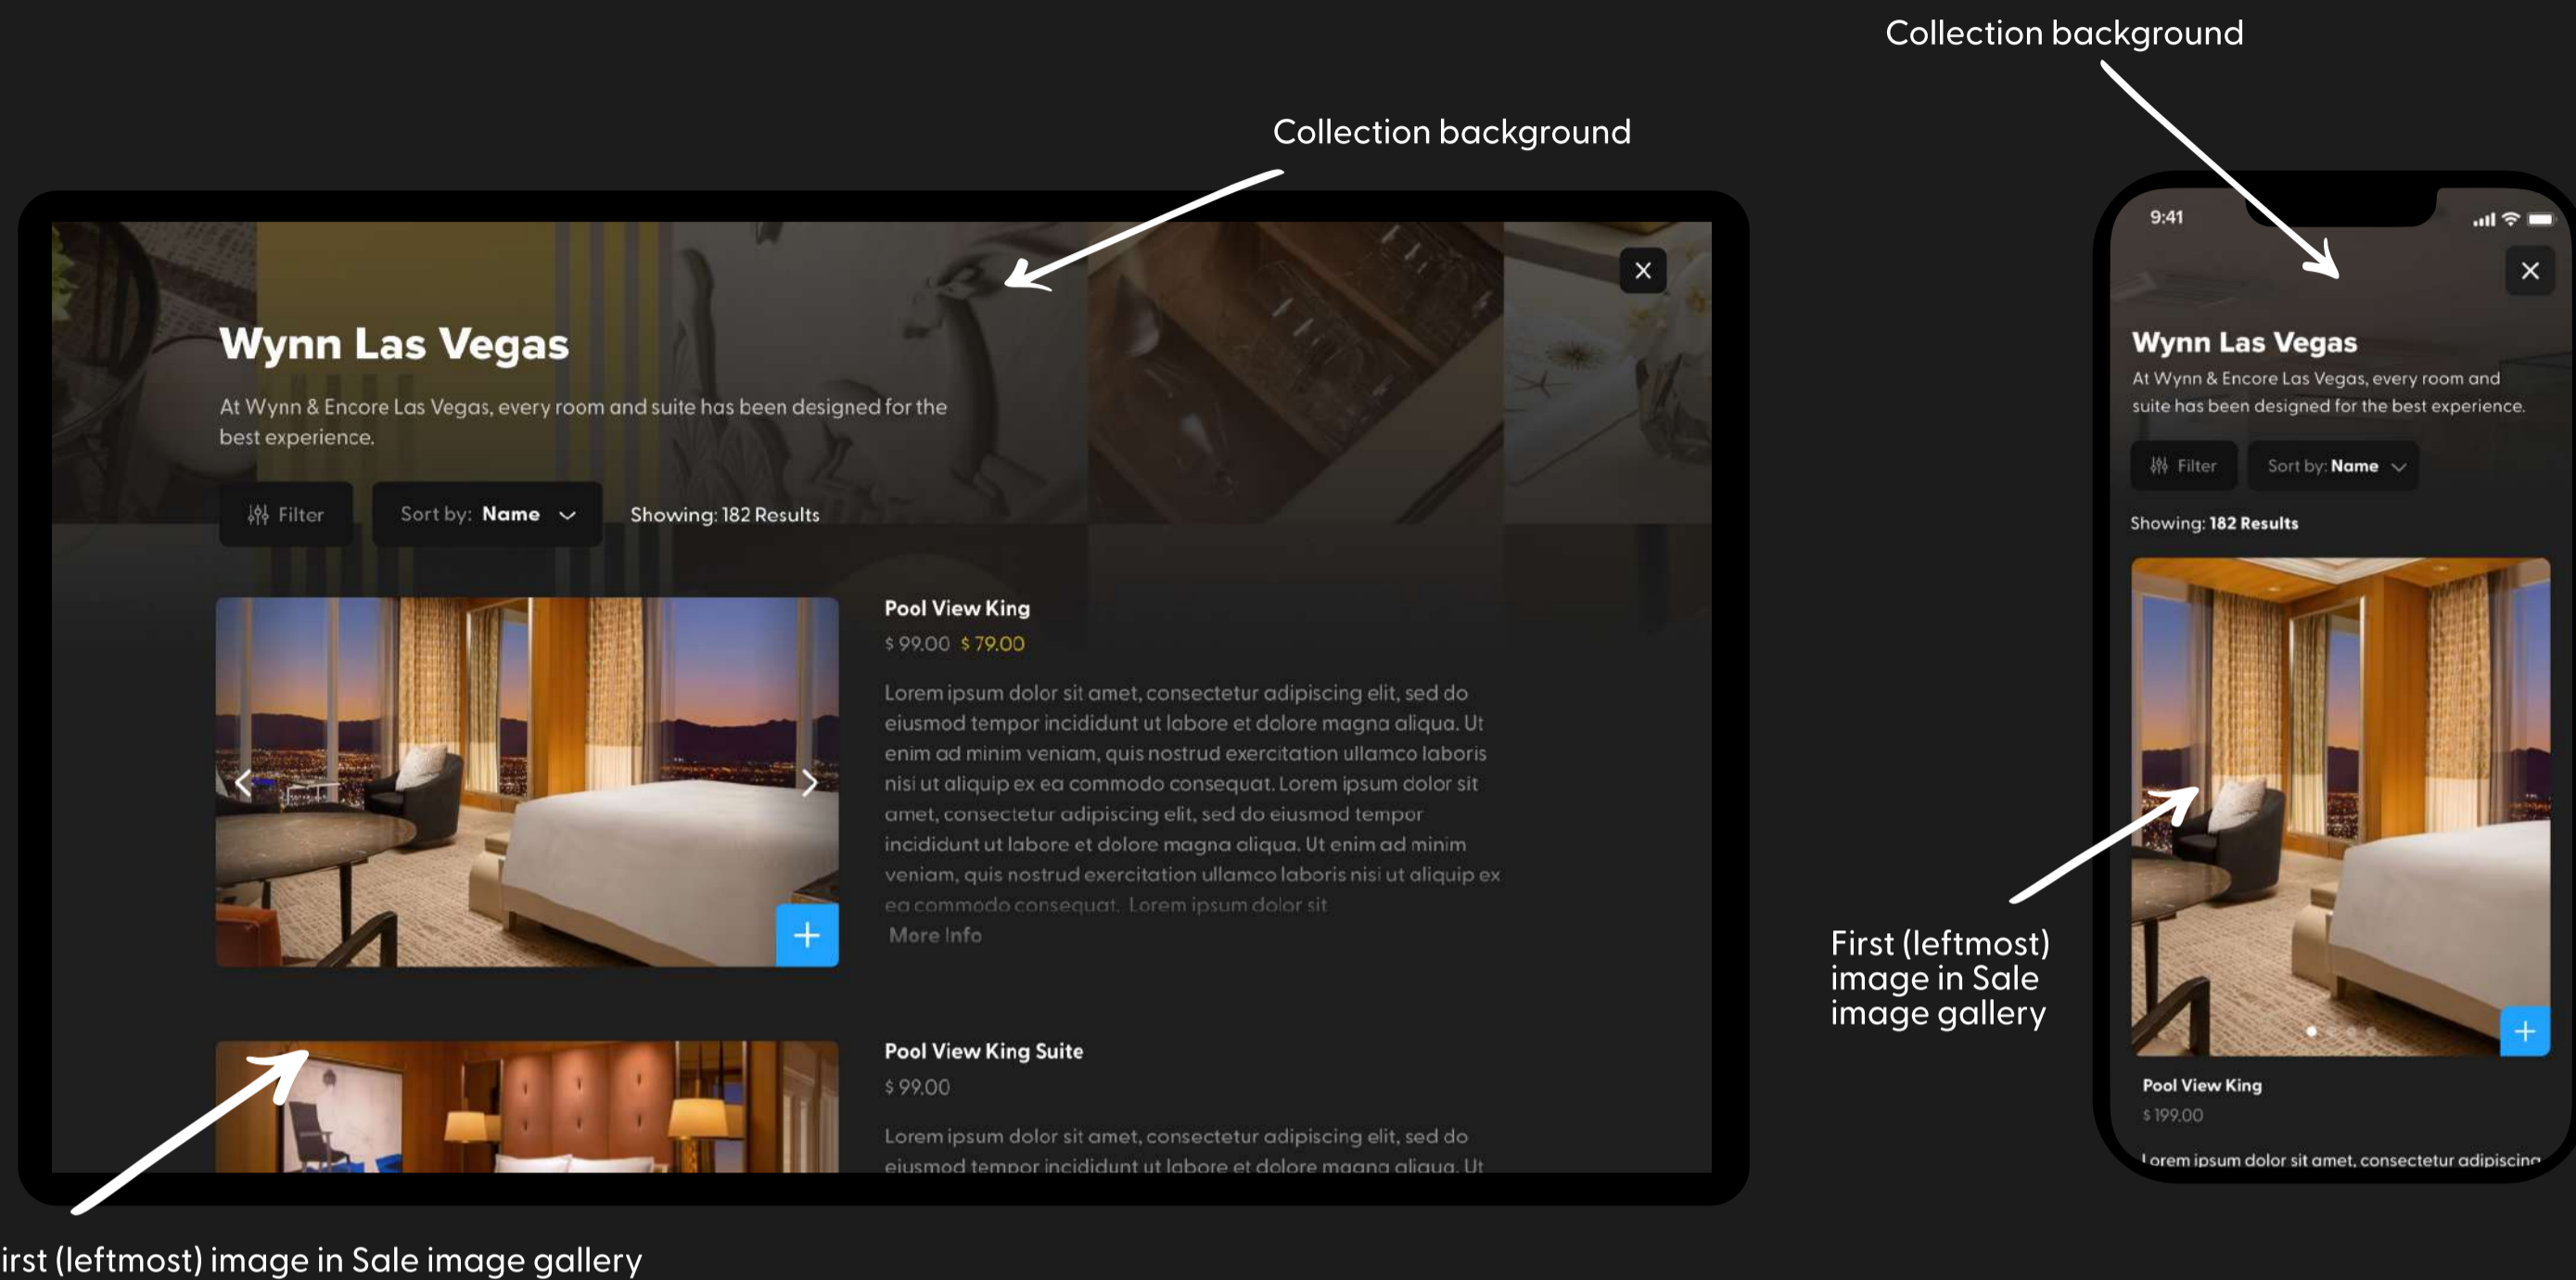 Collection background
Collection background
Wynn Las Vegas
At Wynn & Encore Las Vegas, every room and suite has been designed for the
best experience.
Filter
Sort by: Name
Showing: 182 Results
Pool View King
$ 99.00 $ 79.00
Lorem ipsum dolor sit amet, consectetur adipiscing elit, sed do
eiusmod tempor incididunt ut labore et dolore magna aliqua. Ut
enim ad minim veniam, quis nostrud exercitation ullamco laboris
nisi ut aliquip ex ea commodo consequat. Lorem ipsum dolor sit
amet, consectetur adipiscing elit, sed do eiusmod tempor
incididunt ut labore et dolore magna aliqua. Ut enim ad minim
veniam, quis nostrud exercitation ullamco laboris nisi ut aliquip ex
ea commodo consequat. Lorem ipsum dolor sit
More Info
Pool View King Suite
$ 99.00
Lorem ipsum dolor sit amet, consectetur adipiscing elit, sed do
eiusmod tempor incididunt ut labore et dolore magna aliqua. Ut
irst (leftmost) image in Sale image gallery
9:41
Wynn Las Vegas
At Wynn & Encore Las Vegas, every room and
suite has been designed for the best experience.
Filter
Sort by: Name
Showing: 182 Results
First (leftmost)
image in Sale
image gallery
Pool View King
$ 199.00
Lorem ipsum dolor sit amet, consectetur adipiscing